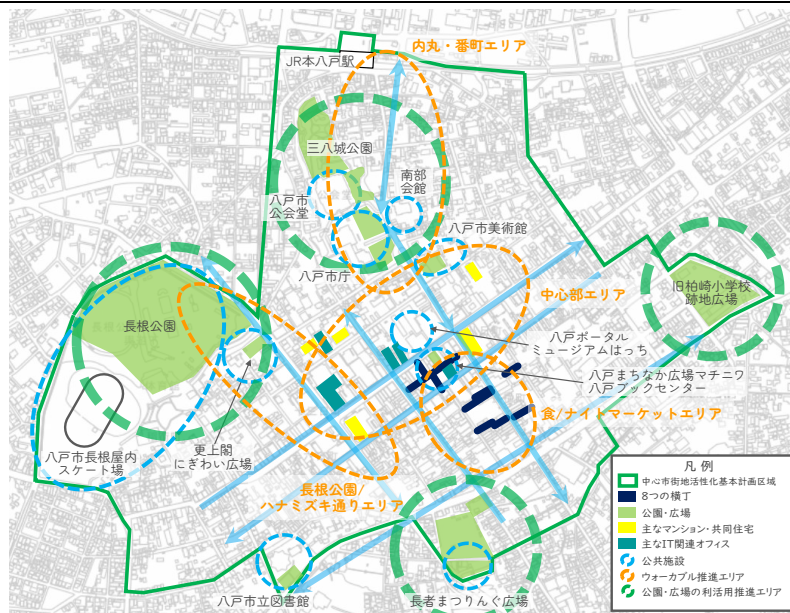 内丸・番町エリア
JR本八戸駅
三八城公園
南部
会館
八戸市
公会堂
八戸市美術館
八戸市庁
旧柏崎小学校
跡地広場
中心部エリア
長根公園
八戸ポータル
ミュージアムはっち
八戸まちなか広場マチニワ
八戸ブックセンター
食/ナイトマーケットエリア
更上閣
にぎわい広場
八戸市長根屋内
スケート場
長根公園/
ハナミズキ通りエリア
八戸市立図書館
長者まつりんぐ広場
凡例
中心市街地活性化基本計画区域
8つの横丁
公園・広場
主なマンション・共同住宅
主なIT関連オフィス
公共施設
ウォーカブル推進エリア
公園・広場の利活用推進エリア